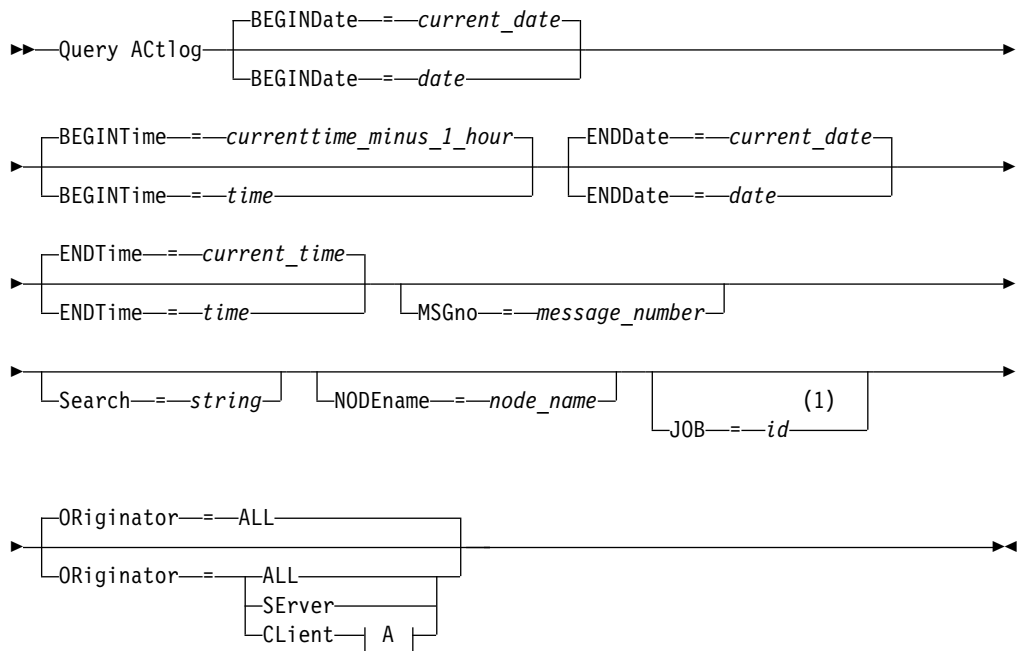 BEGINDate = current_date
Query ACtlog
BEGINDate = date
BEGINTime = currenttime_minus_1_hour ENDDate = current_date
BEGINTime = time ENDDate = date
ENDTime = current_time
ENDTime = time MSGno = message_number
Search = string NODEname = node_name (1)
JOB = id
ORiginator = ALL
ORiginator = ALL
SErver
CLient A